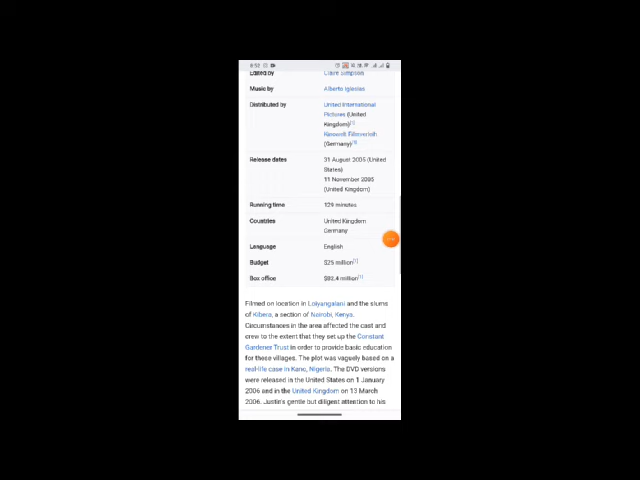 8:52
Edited by Claire Simpson
Music by Alberto Iglesias
Distributed by United International
Pictures (United
Kingdom)[1]
(Germany)
Release dates 31 August 2005 (United
States)
11 November 2005
(United Kingdom)
Running time 129 minutes
Countries United Kingdom
Germany
Language English
Budget $25 million[1]
Box office $82.4 million[1]
Filmed on location in Loiyangalani and the slums
of Kibera, a section of Nairobi, Kenya.
Circumstances in the area affected the cast and
crew to the extent that they set up the Constant
Gardener Trust in order to provide basic education
for these villages. The plot was vaguely based on a
real-life case in Kano, Nigeria. The DVD versions
were released in the United States on 1 January
2006 and in the United Kingdom on 13 March
2006. Justin's gentle but diligent attention to his